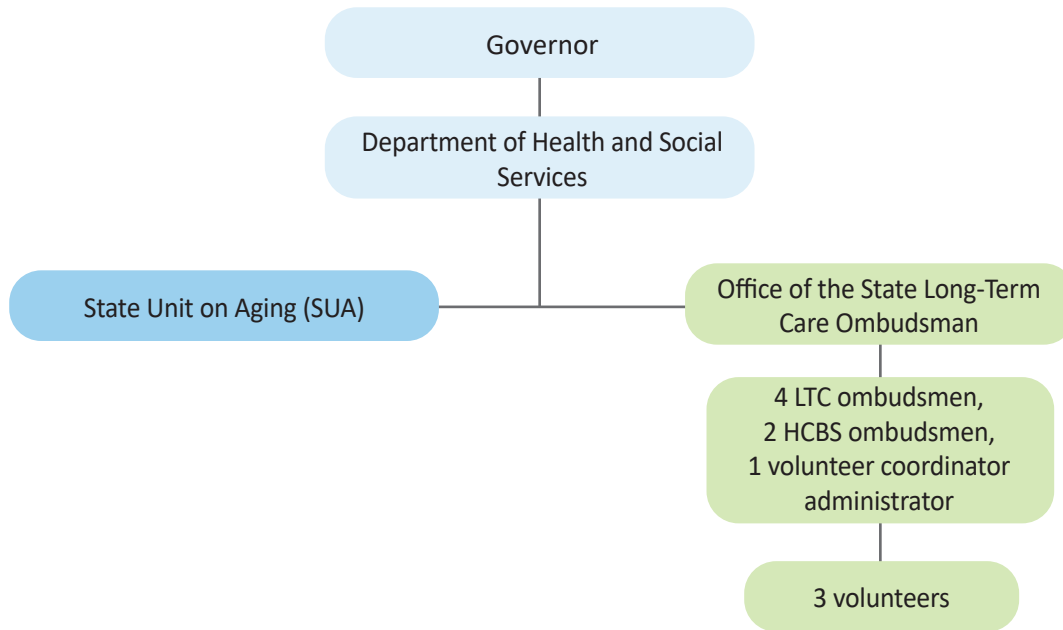 Governor
Department of Health and Social
Services
State Unit on Aging (SUA)
Office of the State Long-Term
Care Ombudsman
4 LTC ombudsmen,
2 HCBS ombudsmen,
1 volunteer coordinator
administrator
3 volunteers